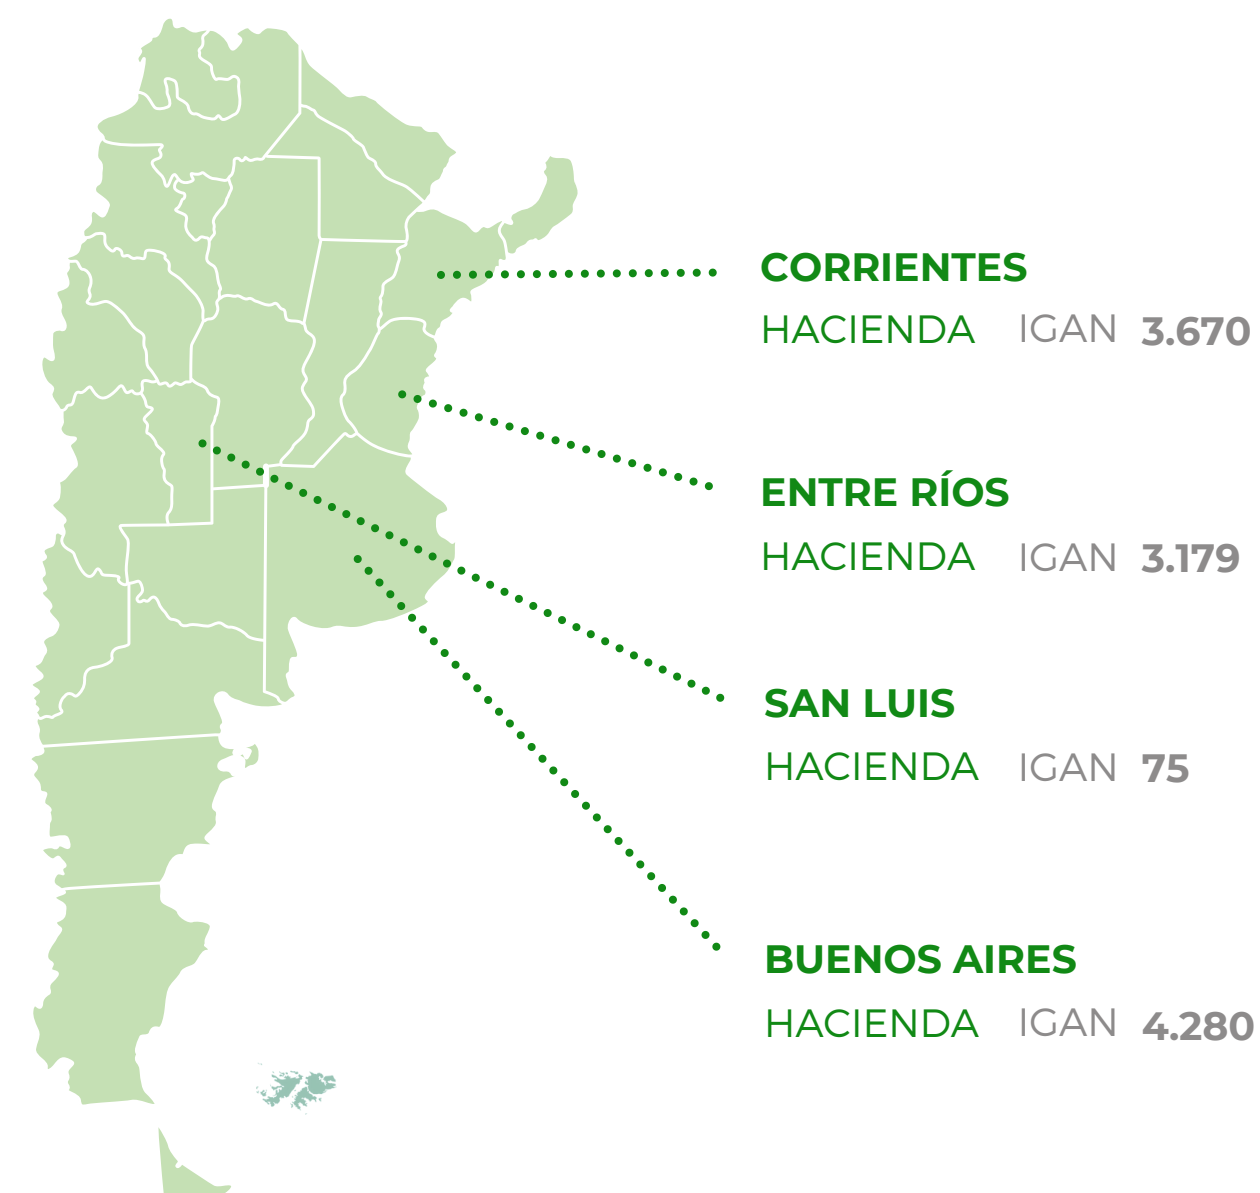 CORRIENTES
HACIENDA IGAN 3.670
ENTRE RÍOS
HACIENDA IGAN 3.179
SAN LUIS
HACIENDA IGAN 75
BUENOS AIRES
HACIENDA IGAN 4.280